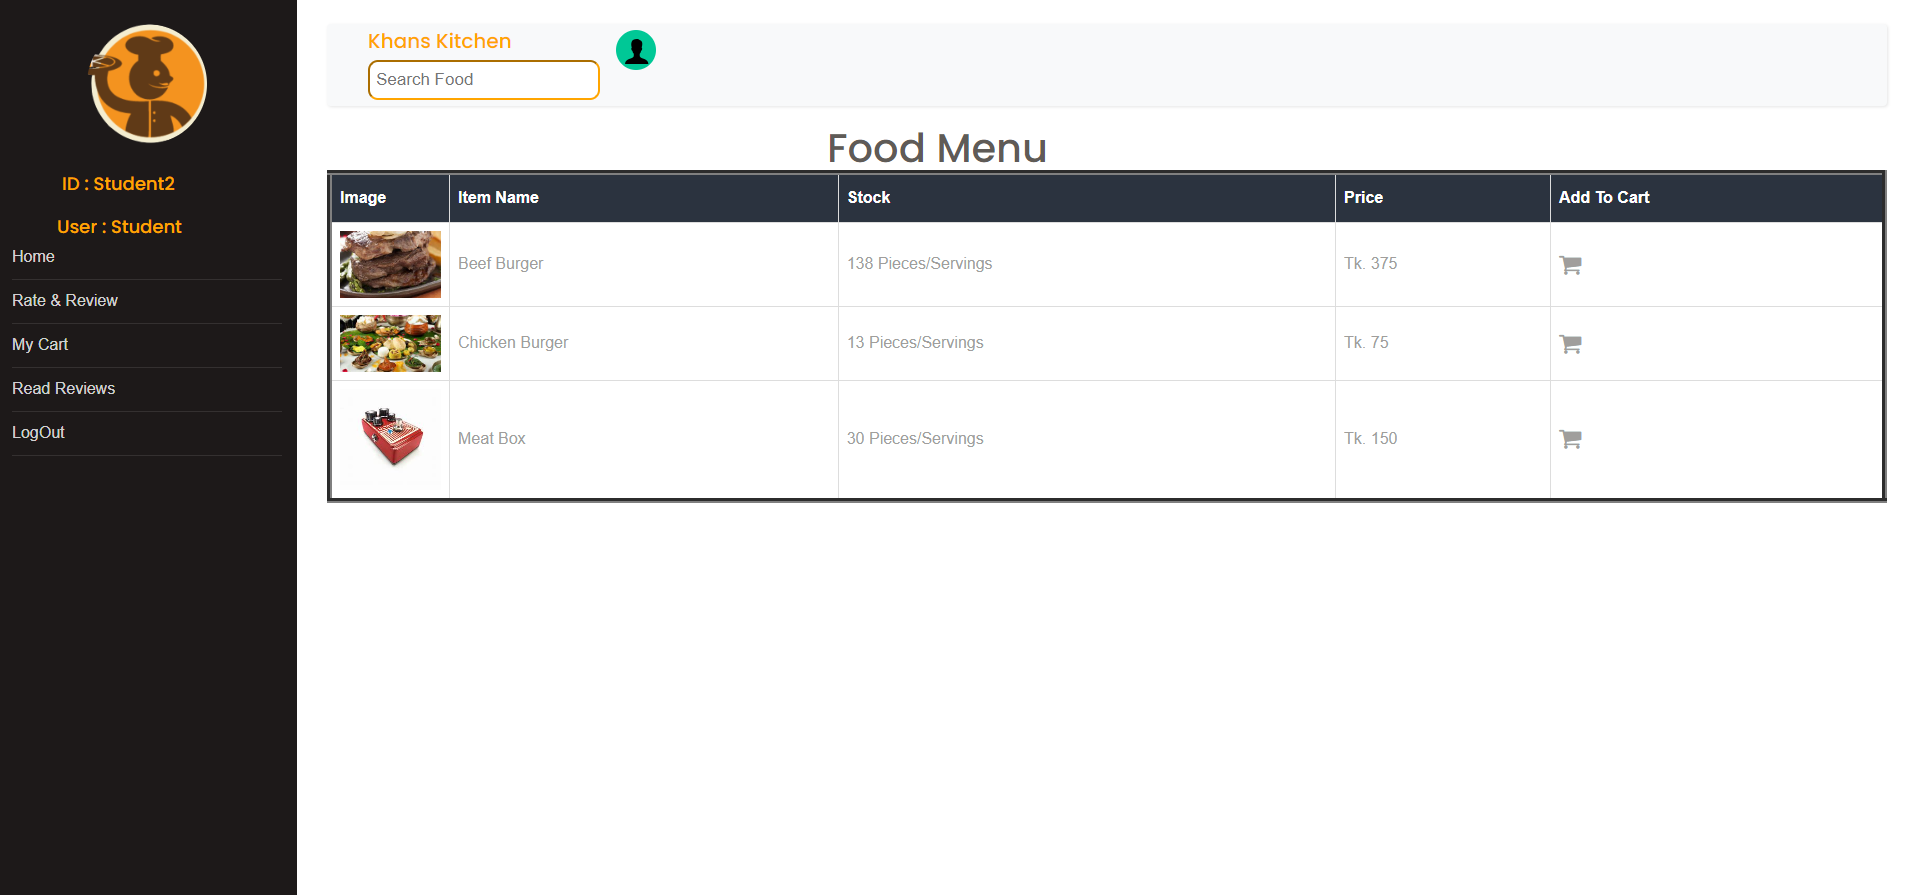 ID : Student2
User : Student
Home
Rate & Review
My Cart
Read Reviews
LogOut
Khans Kitchen
Search Food
Food Menu
Image Item Name Stock Price Add To Cart
Beef Burger 138 Pieces/Servings Tk. 375
Chicken Burger 13 Pieces/Servings Tk. 75
Meat Box 30 Pieces/Servings Tk. 150